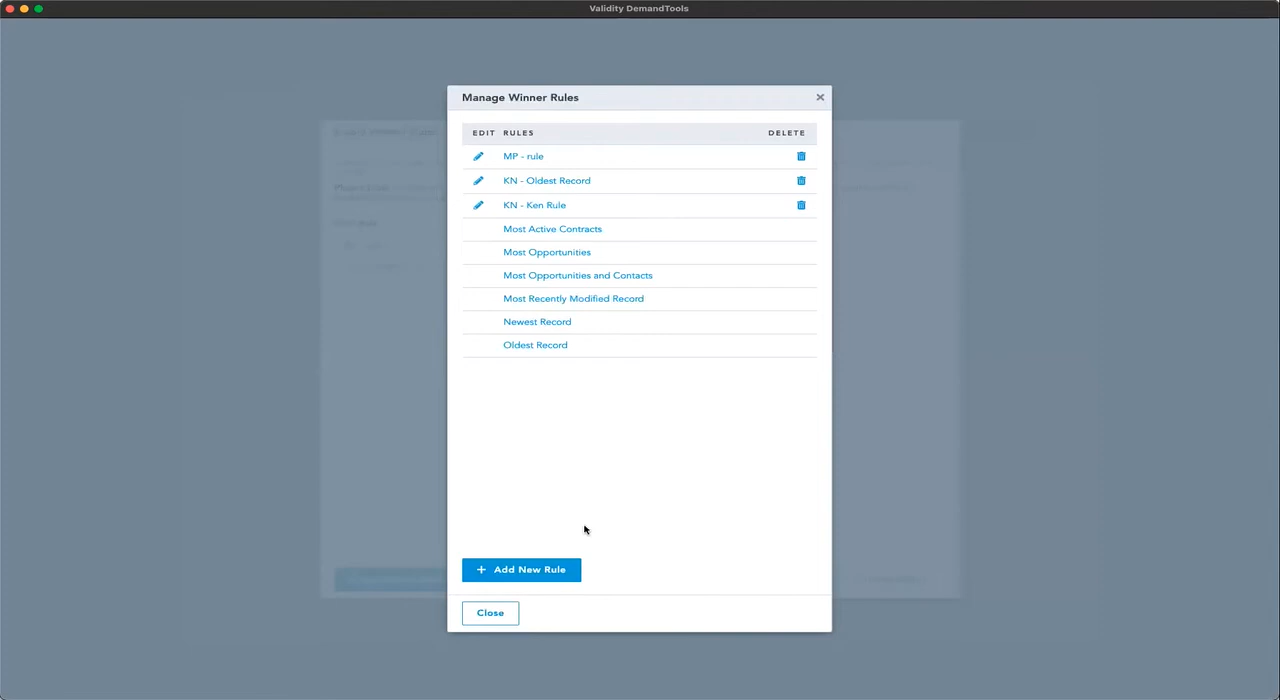 Validity DemandTools
Manage Winner Rules
EDIT RULES DELETE
MP - rule
KN - Oldest Record
KN - Ken Rule
Most Active Contracts
Most Opportunities
Most Opportunities and Contacts
Most Recently Modified Record
Newest Record
Oldest Record
+ Add New Rule
Close